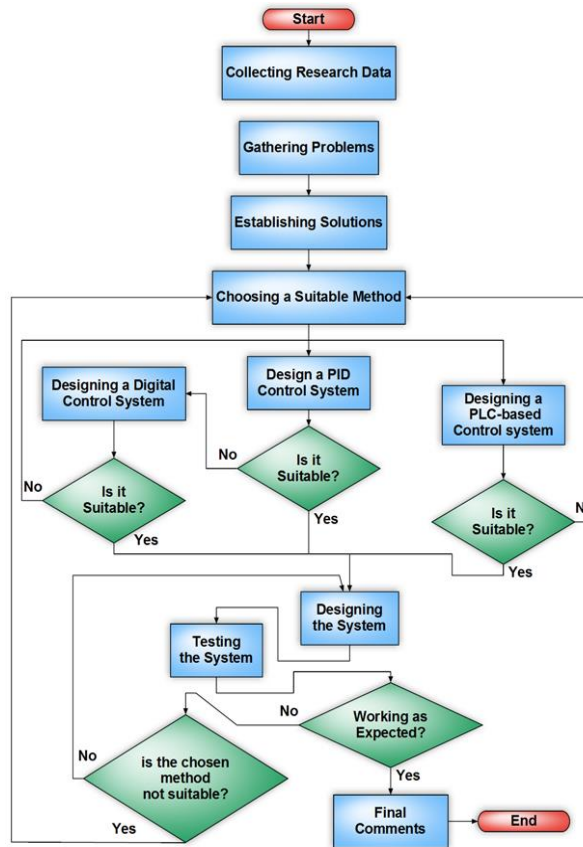 Start
Collecting Research Data
Gathering Problems
Establishing Solutions
Choosing a Suitable Method
Designing a Digital
Control System
Design a PID
Control System
Designing a
PLC-based
Control system
No
Is it
Suitable?
Yes
No
Is it
Suitable?
Yes
Is it
Suitable?
N
Yes
Designing
the System
Testing
the System
No
is the chosen
method
not suitable?
Yes
No
Working as
Expected?
Yes
Final
Comments
End